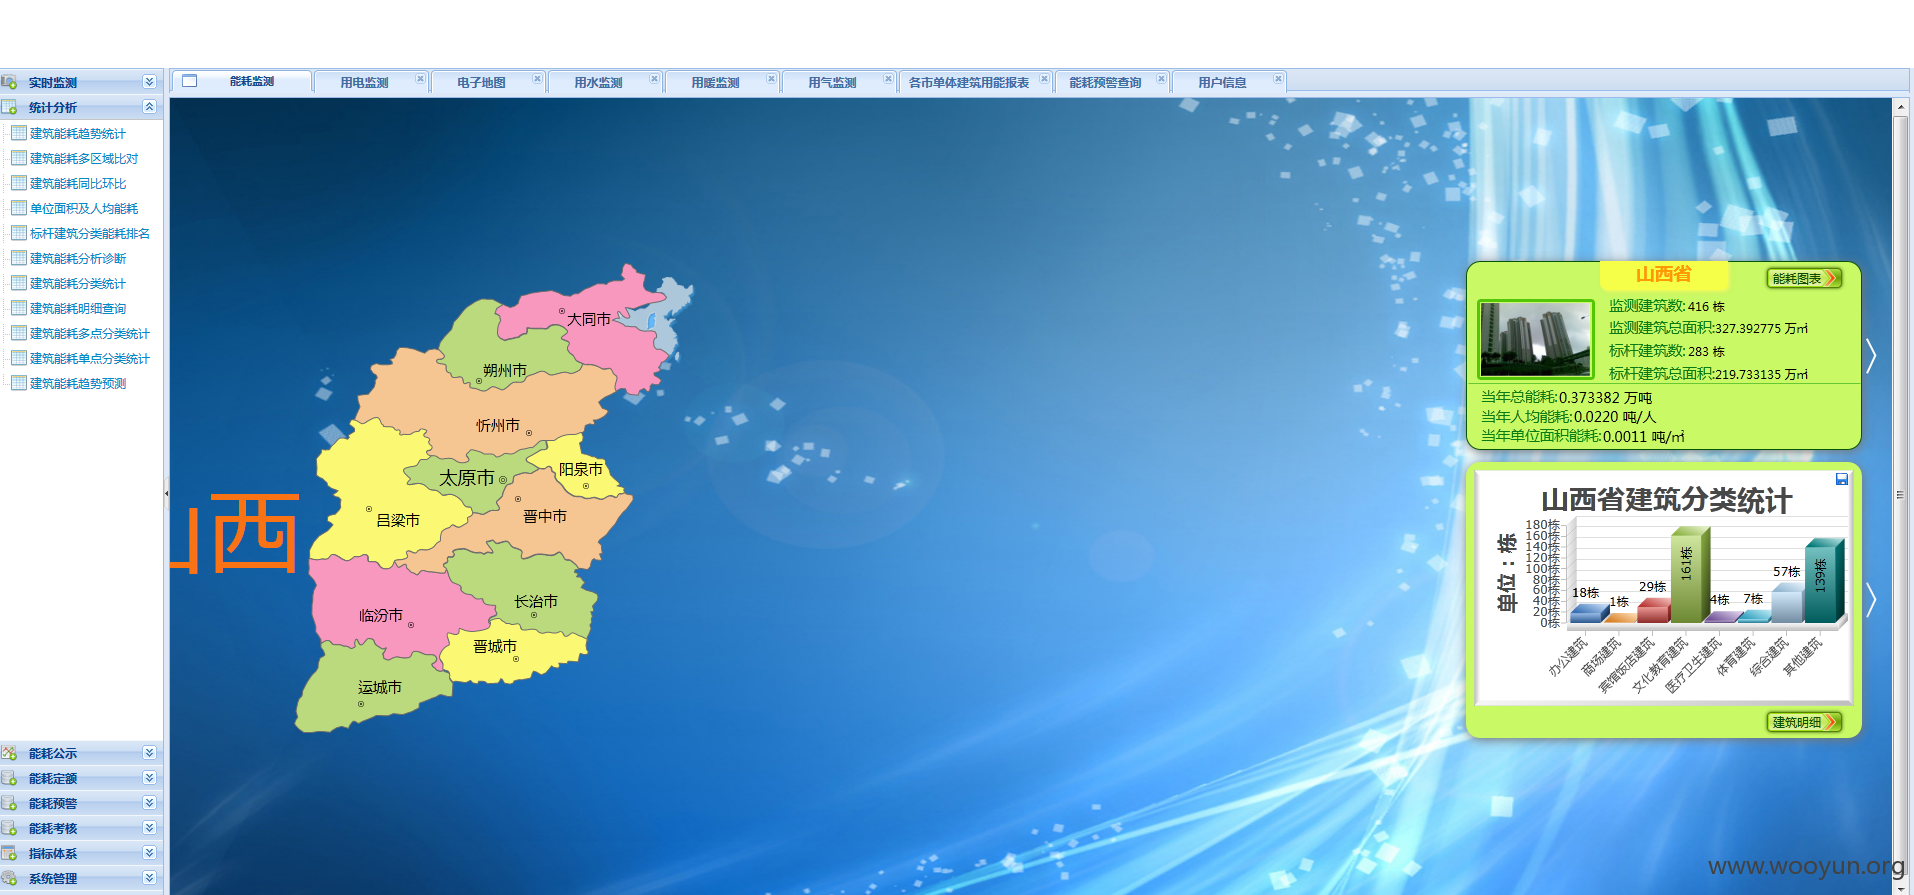 实时监测
统计分析
建筑能耗趋势统计
建筑能耗多区域比对
建筑能耗同比环比
单位面积及人均能耗
标杆建筑分类能耗排名
建筑能耗分析诊断
建筑能耗分类统计
建筑能耗明细查询
建筑能耗多点分类统计
建筑能耗单点分类统计
建筑能耗趋势预测
能耗公示
能耗定额
能耗预警
能耗考核
指标体系
系统管理
能耗监测 用电监测 电子地图 用水监测 用暖监测 用气监测 各市单体建筑用能报表 能耗预警查询 用户信息
大同市
朔州市
忻州市
太原市
阳泉市
吕梁市
晋中市
山西
临汾市
长治市
晋城市
运城市
山西省
能耗图表
监测建筑数:416 栋
监测建筑总面积:327.392775 万㎡
标杆建筑数:283 栋
标杆建筑总面积:219.733135 万㎡
当年总能耗:0.373382 万吨
当年人均能耗:0.0220 吨/人
当年单位面积能耗:0.0011 吨/㎡
山西省建筑分类统计
单位：栋
180栋
160栋
140栋
120栋
100栋
80栋
60栋
40栋
20栋
0栋
18栋 1栋 29栋 161栋 4栋 7栋 57栋 139栋
办公建筑 商场建筑 宾馆饭店建筑 文化教育建筑 医疗卫生建筑 体育建筑 综合建筑 其他建筑
建筑明细
www.wooyun.org